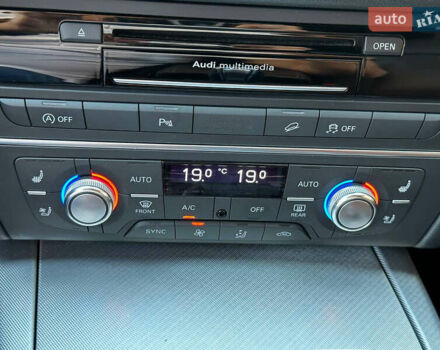 auto RIA
OPEN
Audi multimedia
A OFF
P
OFF
AUTO
19.0 °C 19.0
AUTO
FRONT
A/C
OFF
REAR
SYNC